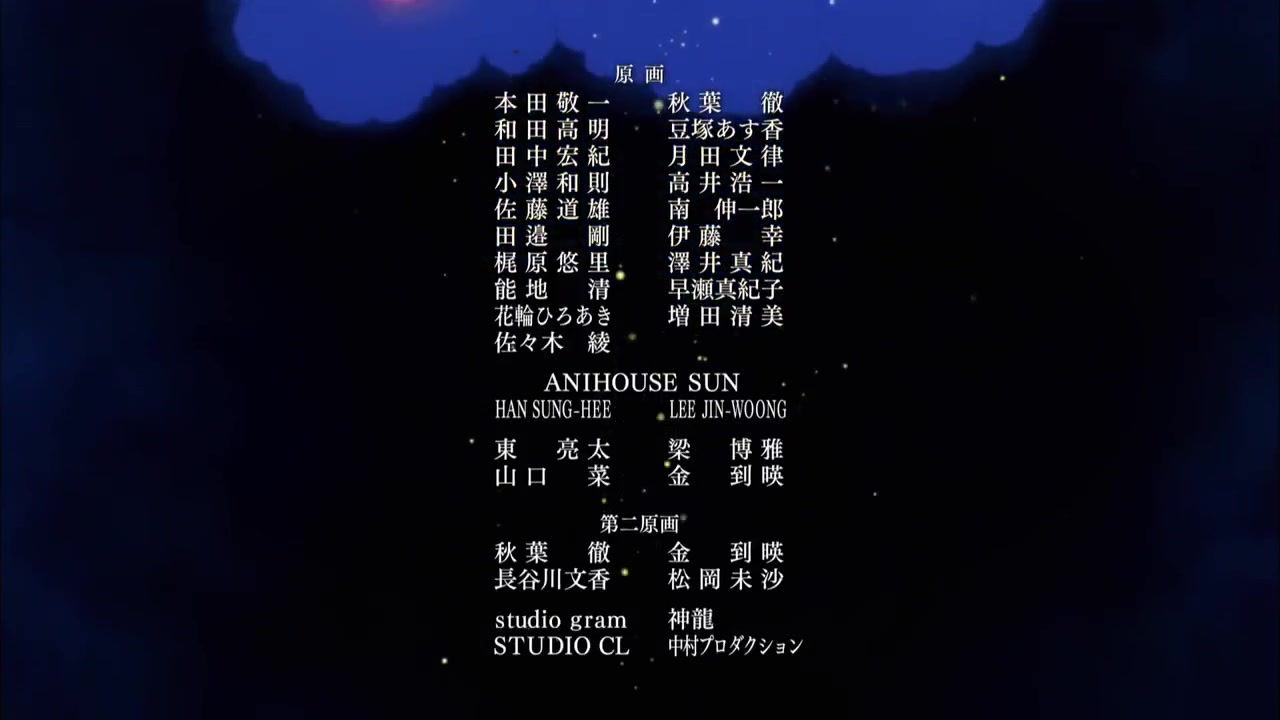 原画
本田敬一 秋葉 徹
和田高明 豆塚あす香
田中宏紀 月田文律
小澤和則 高井浩一
佐藤道雄 南 伸一郎
田邉 剛 伊藤 幸
梶原悠里 澤井真紀
能地 清 早瀬真紀子
花輪ひろあき 増田清美
佐々木 綾
ANIHOUSE SUN
HAN SUNG-HEE LEE JIN-WOONG
東 亮太 梁 博雅
山口 菜 金 到暎
第二原画
秋葉 徹 金 到暎
長谷川文香 松岡未沙
studio gram 神龍
STUDIO CL 中村プロダクション